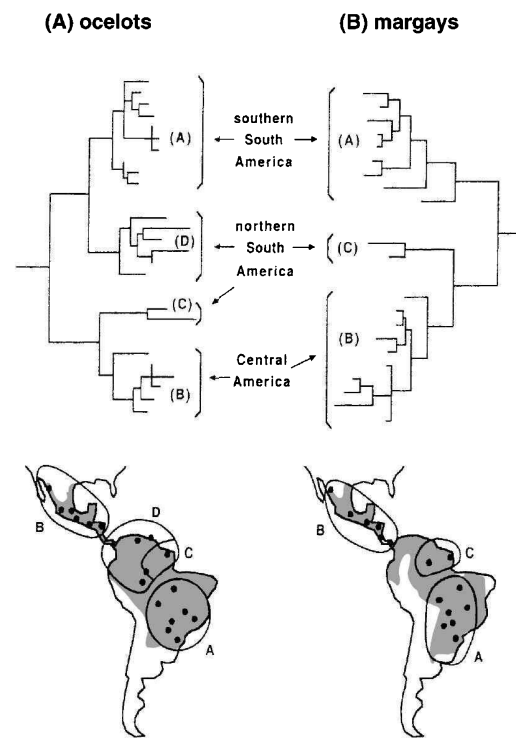 (A) ocelots
(B) margays
(A)
southern
South
America
(A)
(D)
northern
South
America
(C)
(C)
(B)
Central
America
(B)
B
D
C
A
B
C
A